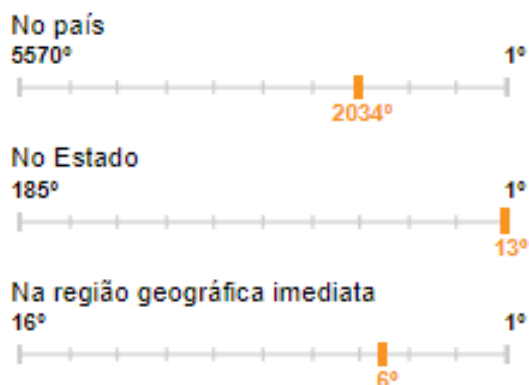 No país
5570º 1º
2034º
No Estado
185º 1º
13º
Na região geográfica imediata
16º 1º
6º